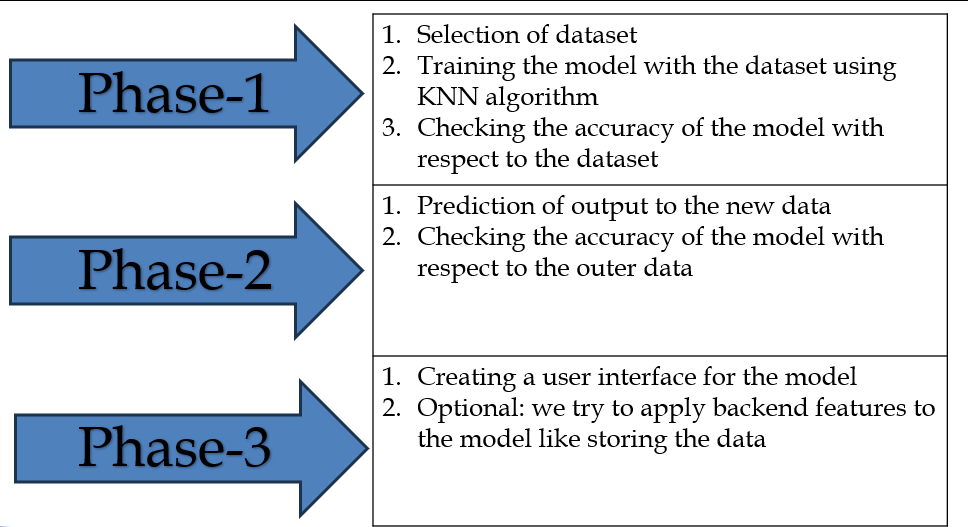 Phase-1
1. Selection of dataset
2. Training the model with the dataset using
KNN algorithm
3. Checking the accuracy of the model with
respect to the dataset
Phase-2
1. Prediction of output to the new data
2. Checking the accuracy of the model with
respect to the outer data
Phase-3
1. Creating a user interface for the model
2. Optional: we try to apply backend features to
the model like storing the data